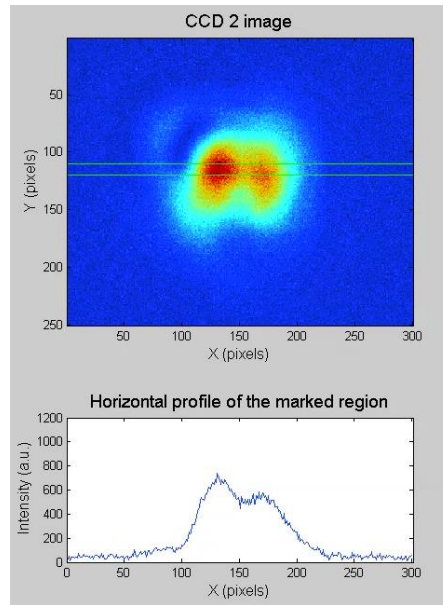 CCD 2 image
50
100
150
200
250
Y (pixels)
50 100 150 200 250 300
X (pixels)
Horizontal profile of the marked region
1200
1000
800
600
400
200
0
Intensity (a.u.)
0 50 100 150 200 250 300
X (pixels)